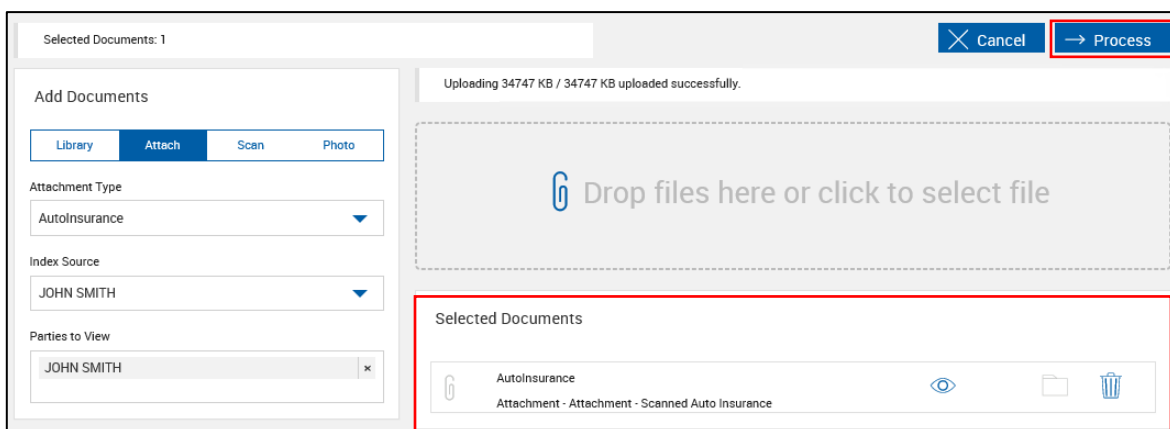 Selected Documents: 1
Cancel
Process
Add Documents
Library Attach Scan Photo
Attachment Type
AutoInsurance
Index Source
JOHN SMITH
Parties to View
JOHN SMITH ×
Uploading 34747 KB / 34747 KB uploaded successfully.
Drop files here or click to select file
Selected Documents
AutoInsurance
Attachment - Attachment - Scanned Auto Insurance